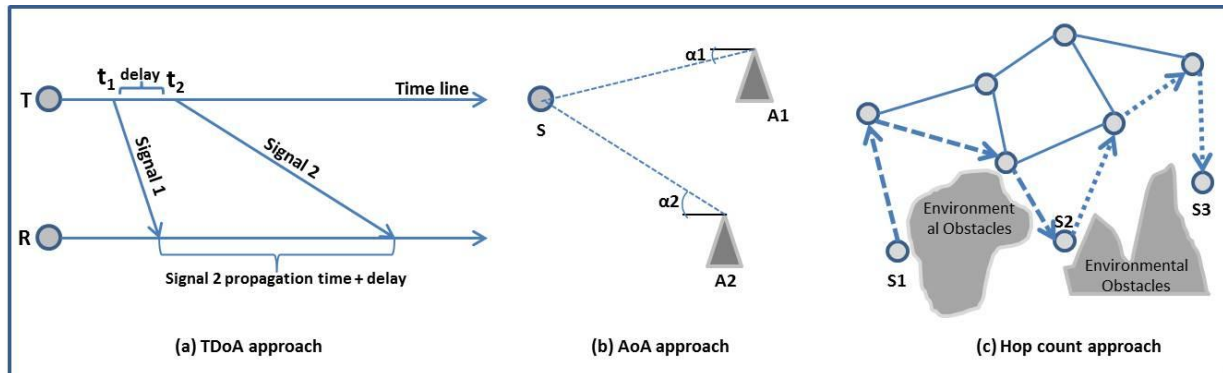 t1 delay t2
T
Time line
Signal 1
Signal 2
R
Signal 2 propagation time + delay
(a) TDoA approach
α1
S
A1
α2
A2
(b) AoA approach
Environment
al Obstacles
S1
S2
S3
Environmental
Obstacles
(c) Hop count approach